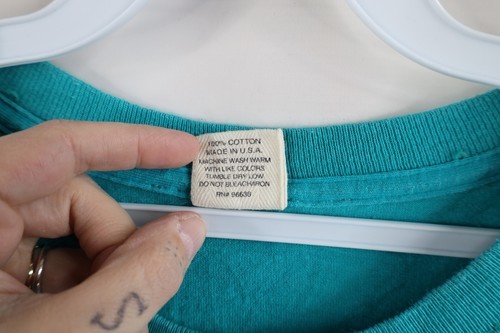 100% COTTON
MADE IN U.S.A.
MACHINE WASH WARM
WITH LIKE COLORS
TUMBLE DRY LOW
DO NOT BLEACH/IRON
RN# 96630
S